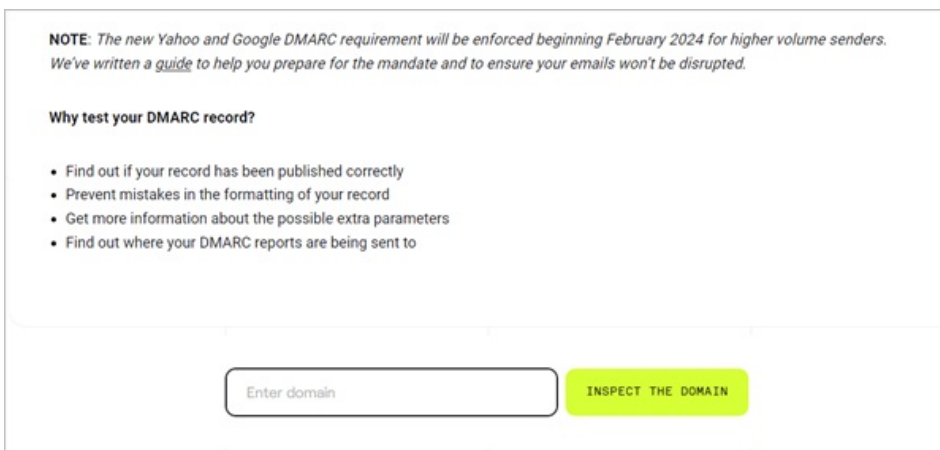 NOTE: The new Yahoo and Google DMARC requirement will be enforced beginning February 2024 for higher volume senders.
We've written a guide to help you prepare for the mandate and to ensure your emails won't be disrupted.
Why test your DMARC record?
• Find out if your record has been published correctly
• Prevent mistakes in the formatting of your record
• Get more information about the possible extra parameters
• Find out where your DMARC reports are being sent to
Enter domain INSPECT THE DOMAIN